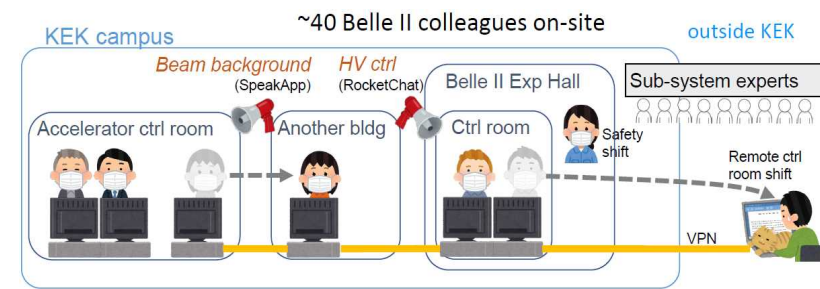 ~40 Belle II colleagues on-site
KEK campus
outside KEK
Beam background
(SpeakApp)
HV ctrl
(RocketChat)
Belle II Exp Hall
Sub-system experts
Accelerator ctrl room
Another bldg
Ctrl room
Safety
shift
Remote ctrl
room shift
VPN